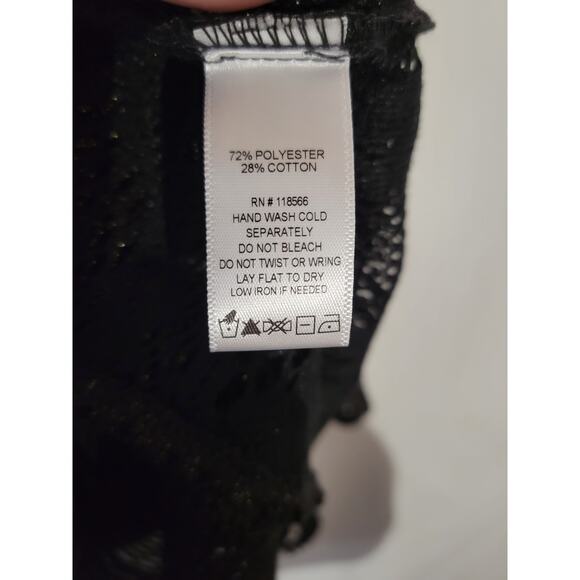 72% POLYESTER
28% COTTON
RN # 118566
HAND WASH COLD
SEPARATELY
DO NOT BLEACH
DO NOT TWIST OR WRING
LAY FLAT TO DRY
LOW IRON IF NEEDED